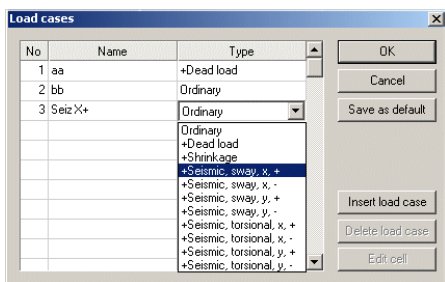 Load cases
No Name Type
1 aa +Dead load
2 bb Ordinary
3 Seiz X+ Ordinary
Ordinary
+Dead load
+Shrinkage
+Seismic, sway, x, +
+Seismic, sway, x, -
+Seismic, sway, y, +
+Seismic, sway, y, -
+Seismic, torsional, x, +
+Seismic, torsional, x, -
+Seismic, torsional, y, +
+Seismic, torsional, y, -
OK
Cancel
Save as default
Insert load case
Delete load case
Edit cell